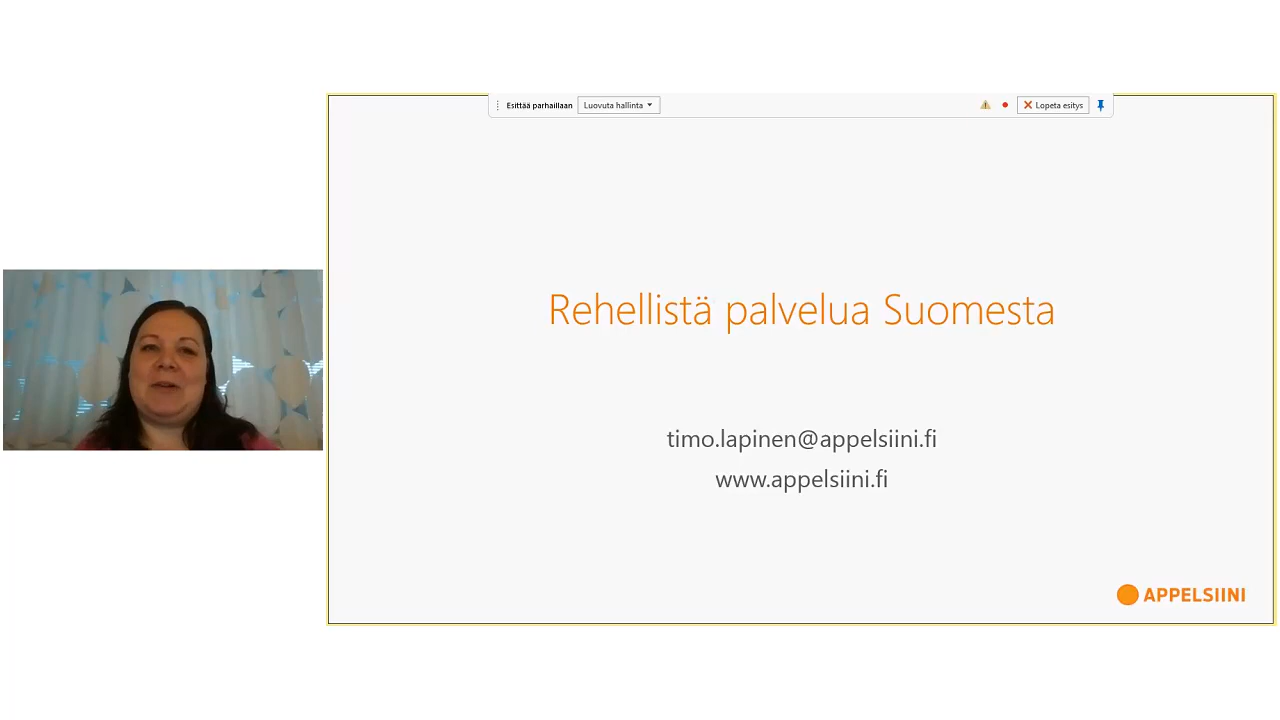 Esittää parhaillaan Luovuta hallinta Lopeta esitys
Rehellistä palvelua Suomesta
timo.lapinen@appelsiini.fi
www.appelsiini.fi
APPELSIINI